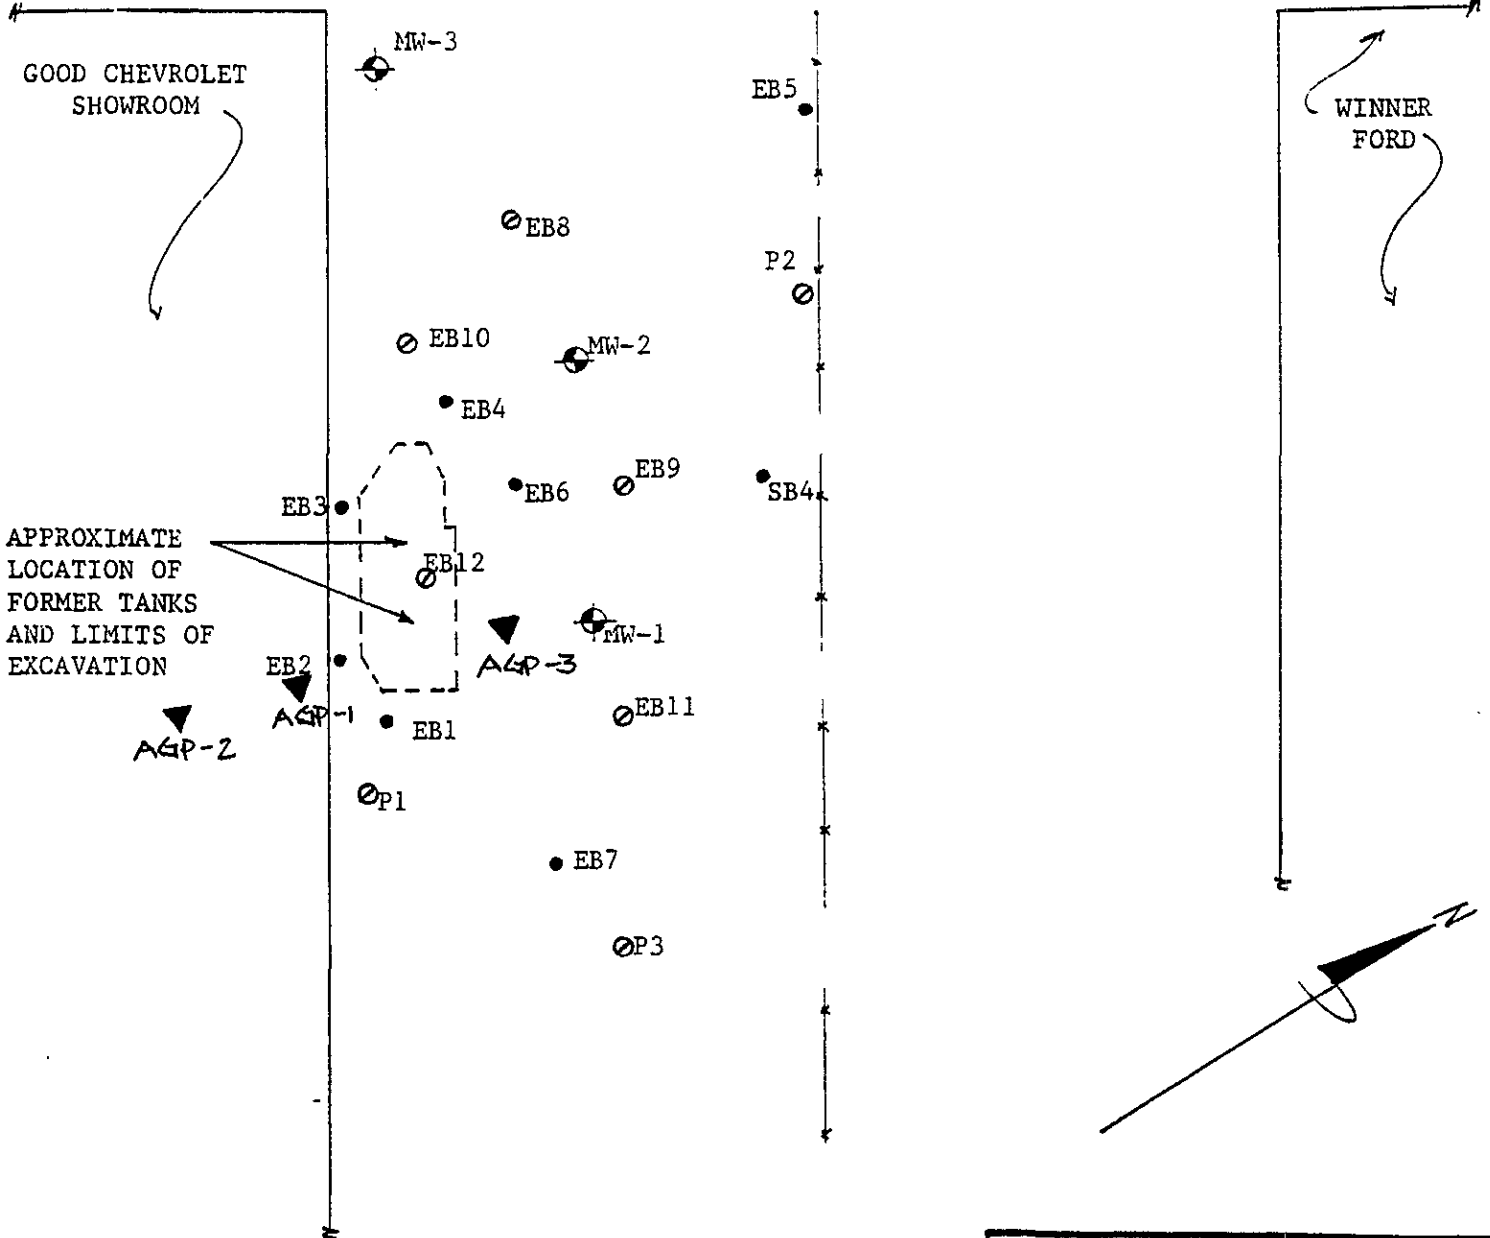 MW-3
GOOD CHEVROLET
SHOWROOM
EB5
WINNER
FORD
EB8
P2
EB10
MW-2
EB4
EB9
EB6
SB4
EB3
APPROXIMATE
LOCATION OF
FORMER TANKS
AND LIMITS OF
EXCAVATION
EB12
MW-1
AGP-3
EB2
AGP-1
AGP-2
EB1
EB11
P1
EB7
P3
N